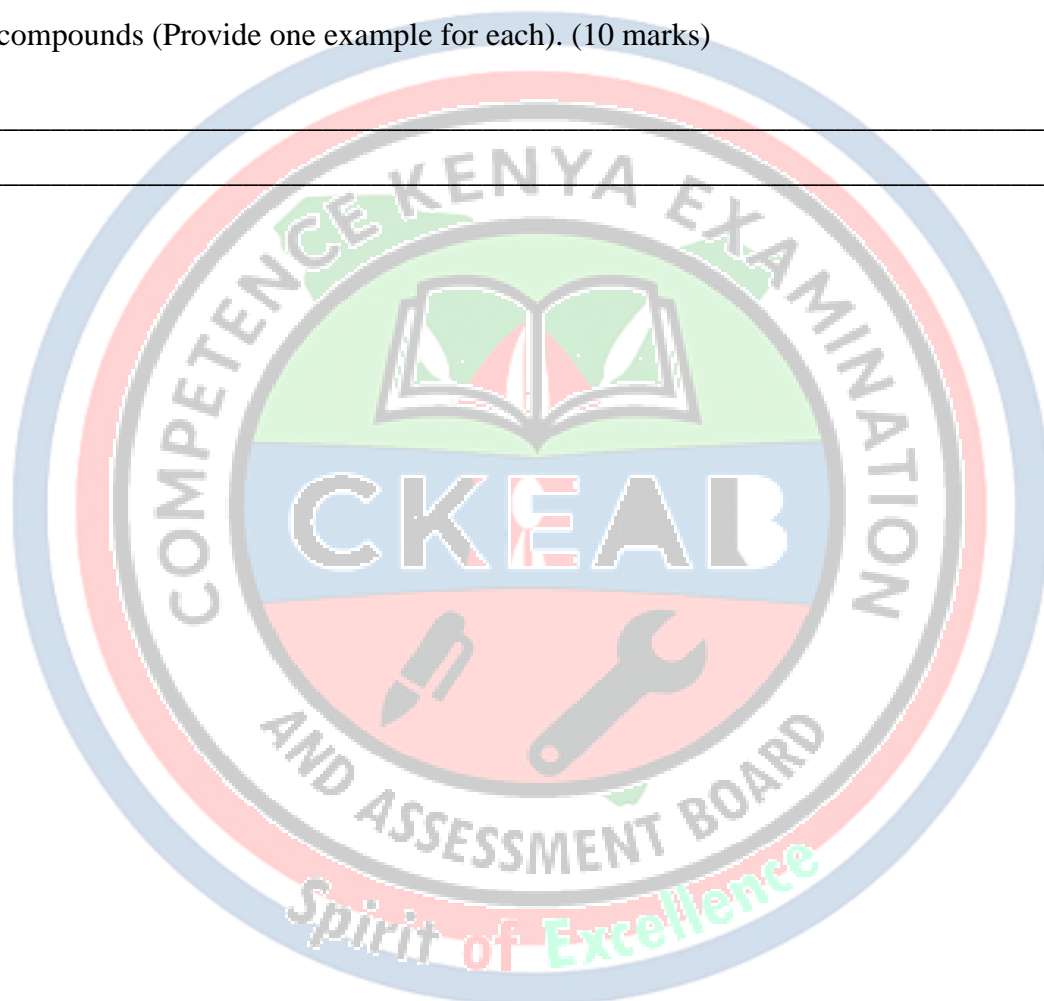 compounds (Provide one example for each). (10 marks)
COMPETENCE KENYA EXAMINATION
CKEAB
AND ASSESSMENT BOARD
Spirit of Excellence